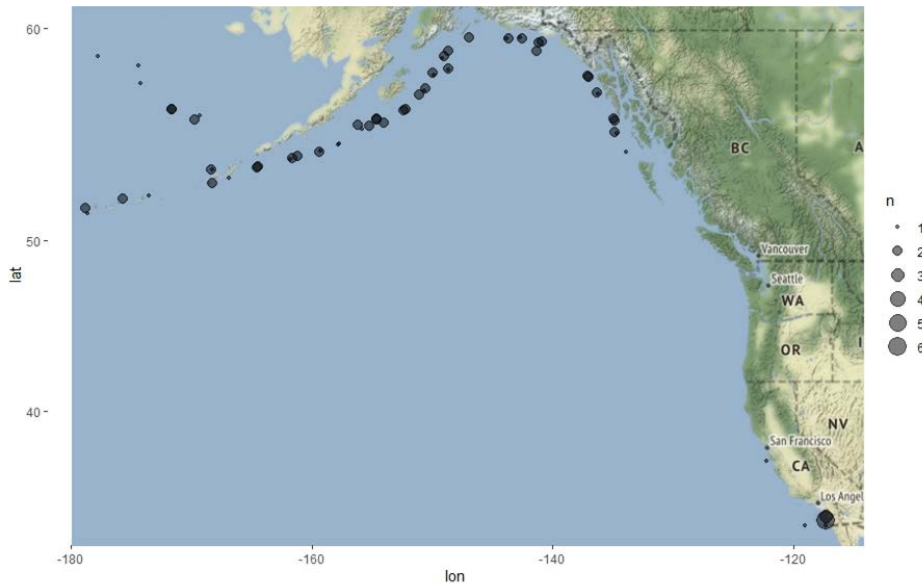 60
50
40
lat
-180
-160
-140
-120
lon
BC
A
Vancouver
Seattle
WA
OR
I
NV
San Francisco
CA
Los Angel
n
1
2
3
4
5
6